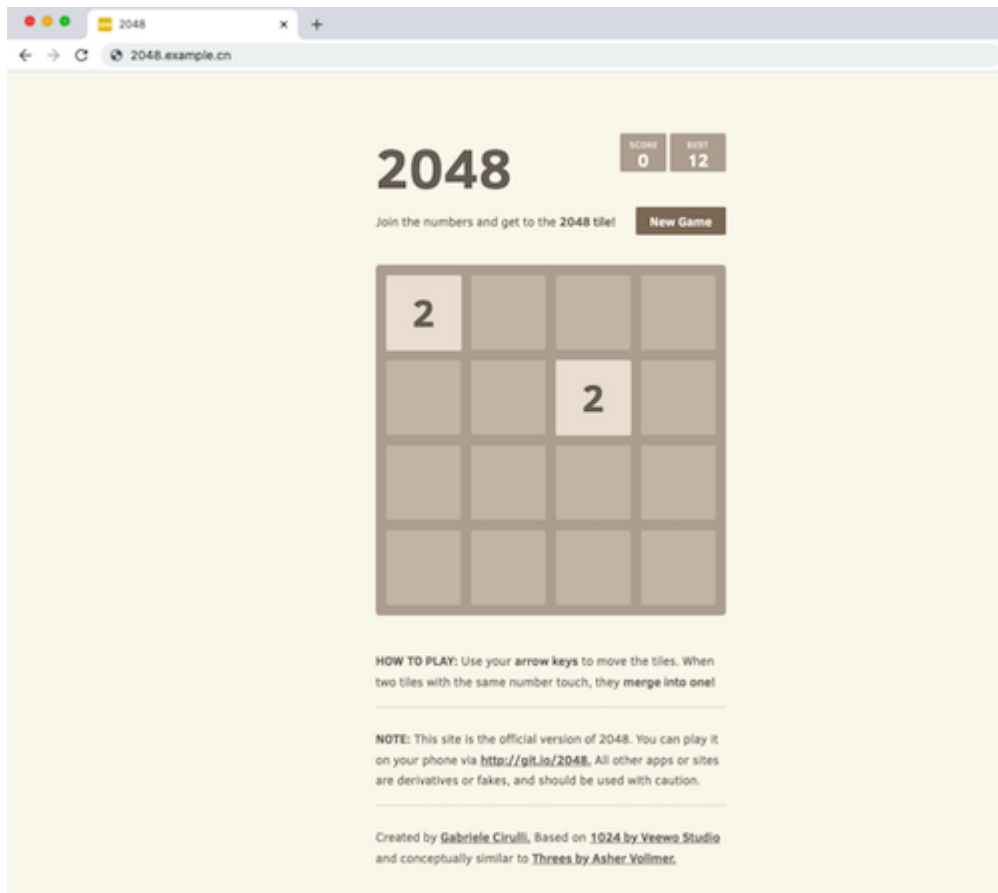 2048
2048.example.cn
2048
SCORE
0
BEST
12
Join the numbers and get to the 2048 tile!
New Game
2
2
HOW TO PLAY: Use your arrow keys to move the tiles. When
two tiles with the same number touch, they merge into one!
NOTE: This site is the official version of 2048. You can play it
on your phone via http://git.io/2048. All other apps or sites
are derivatives or fakes, and should be used with caution.
Created by Gabriele Cirulli. Based on 1024 by Veewo Studio
and conceptually similar to Threes by Asher Vollmer.